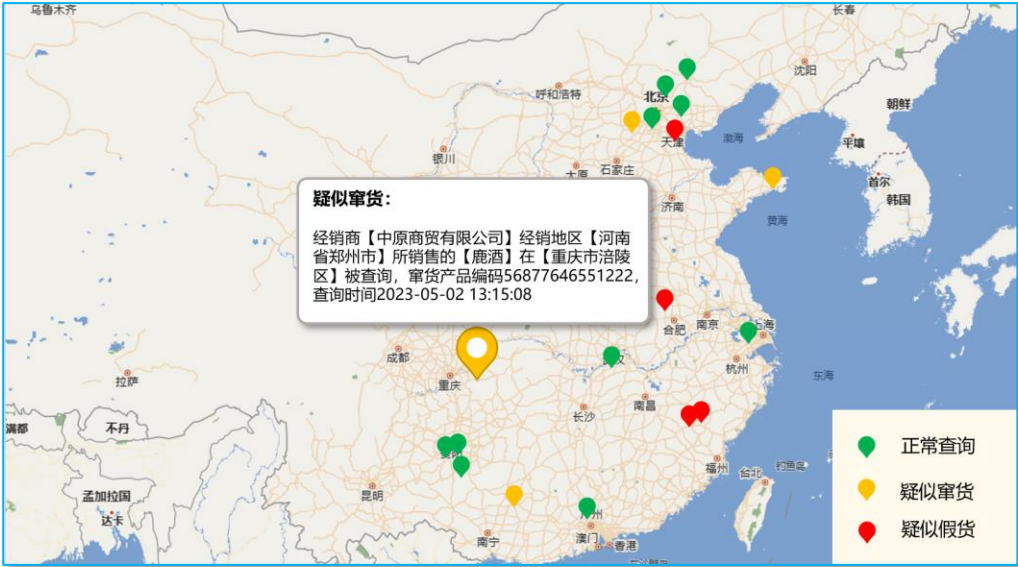 乌鲁木齐
长春
沈阳
呼和浩特
北京
朝鲜
天津
渤海
平壤
银川
太原
石家庄
首尔
韩国
济南
黄海
疑似窜货：
经销商【中原商贸有限公司】经销地区【河南
省郑州市】所销售的【鹿酒】在【重庆市涪陵
区】被查询，窜货产品编码56877646551222，
查询时间2023-05-02 13:15:08
合肥
南京
上海
成都
杭州
重庆
东海
拉萨
南昌
长沙
不丹
福州
台北
钓鱼岛
昆明
孟加拉国
达卡
南宁
澳门
香港
正常查询
疑似窜货
疑似假货